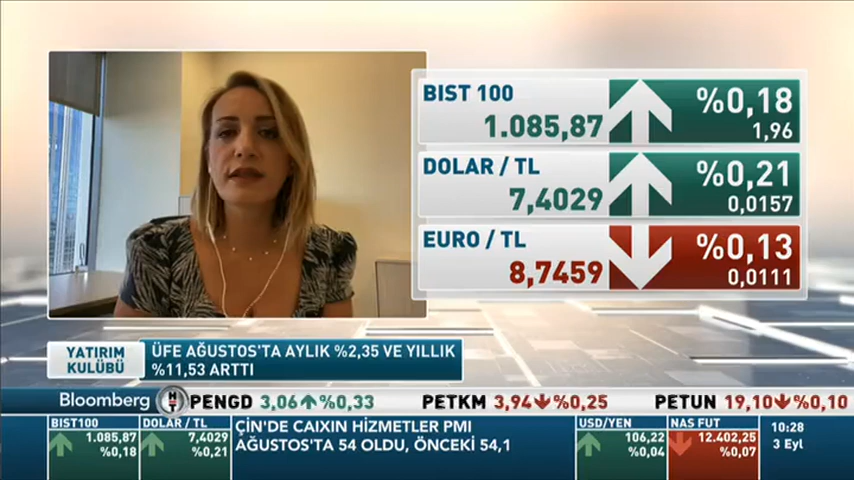 BIST 100
%0,18
1.085,87
1,96
DOLAR / TL
%0,21
7,4029
0,0157
EURO / TL
%0,13
8,7459
0,0111
YATIRIM
KULÜBÜ
ÜFE AĞUSTOS'TA AYLIK %2,35 VE YILLIK
%11,53 ARTTI
Bloomberg HT PENGD 3,06 %0,33 PETKM 3,94 %0,25 PETUN 19,10 %0,10
BIST100
1.085,87
%0,18
DOLAR / TL
7,4029
%0,21
ÇİN'DE CAIXIN HİZMETLER PMI
AĞUSTOS'TA 54 OLDU, ÖNCEKİ 54,1
USD/YEN
106,22
%0,04
NAS FUT
12.402,25
%0,07
10:28
3 Eyl